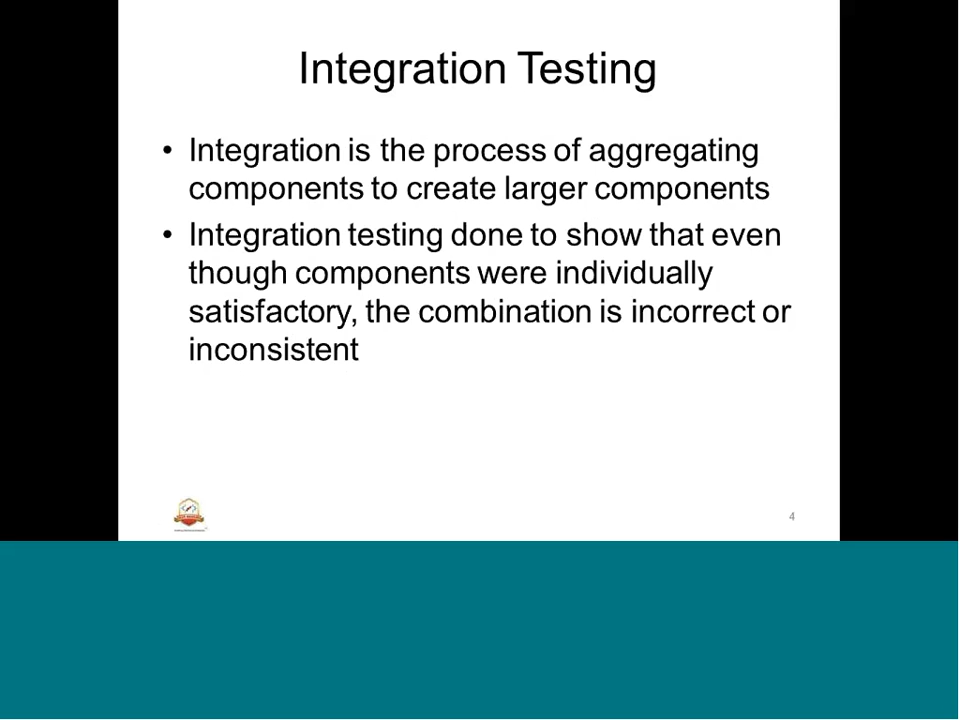 Integration Testing
• Integration is the process of aggregating
components to create larger components
• Integration testing done to show that even
though components were individually
satisfactory, the combination is incorrect or
inconsistent
4